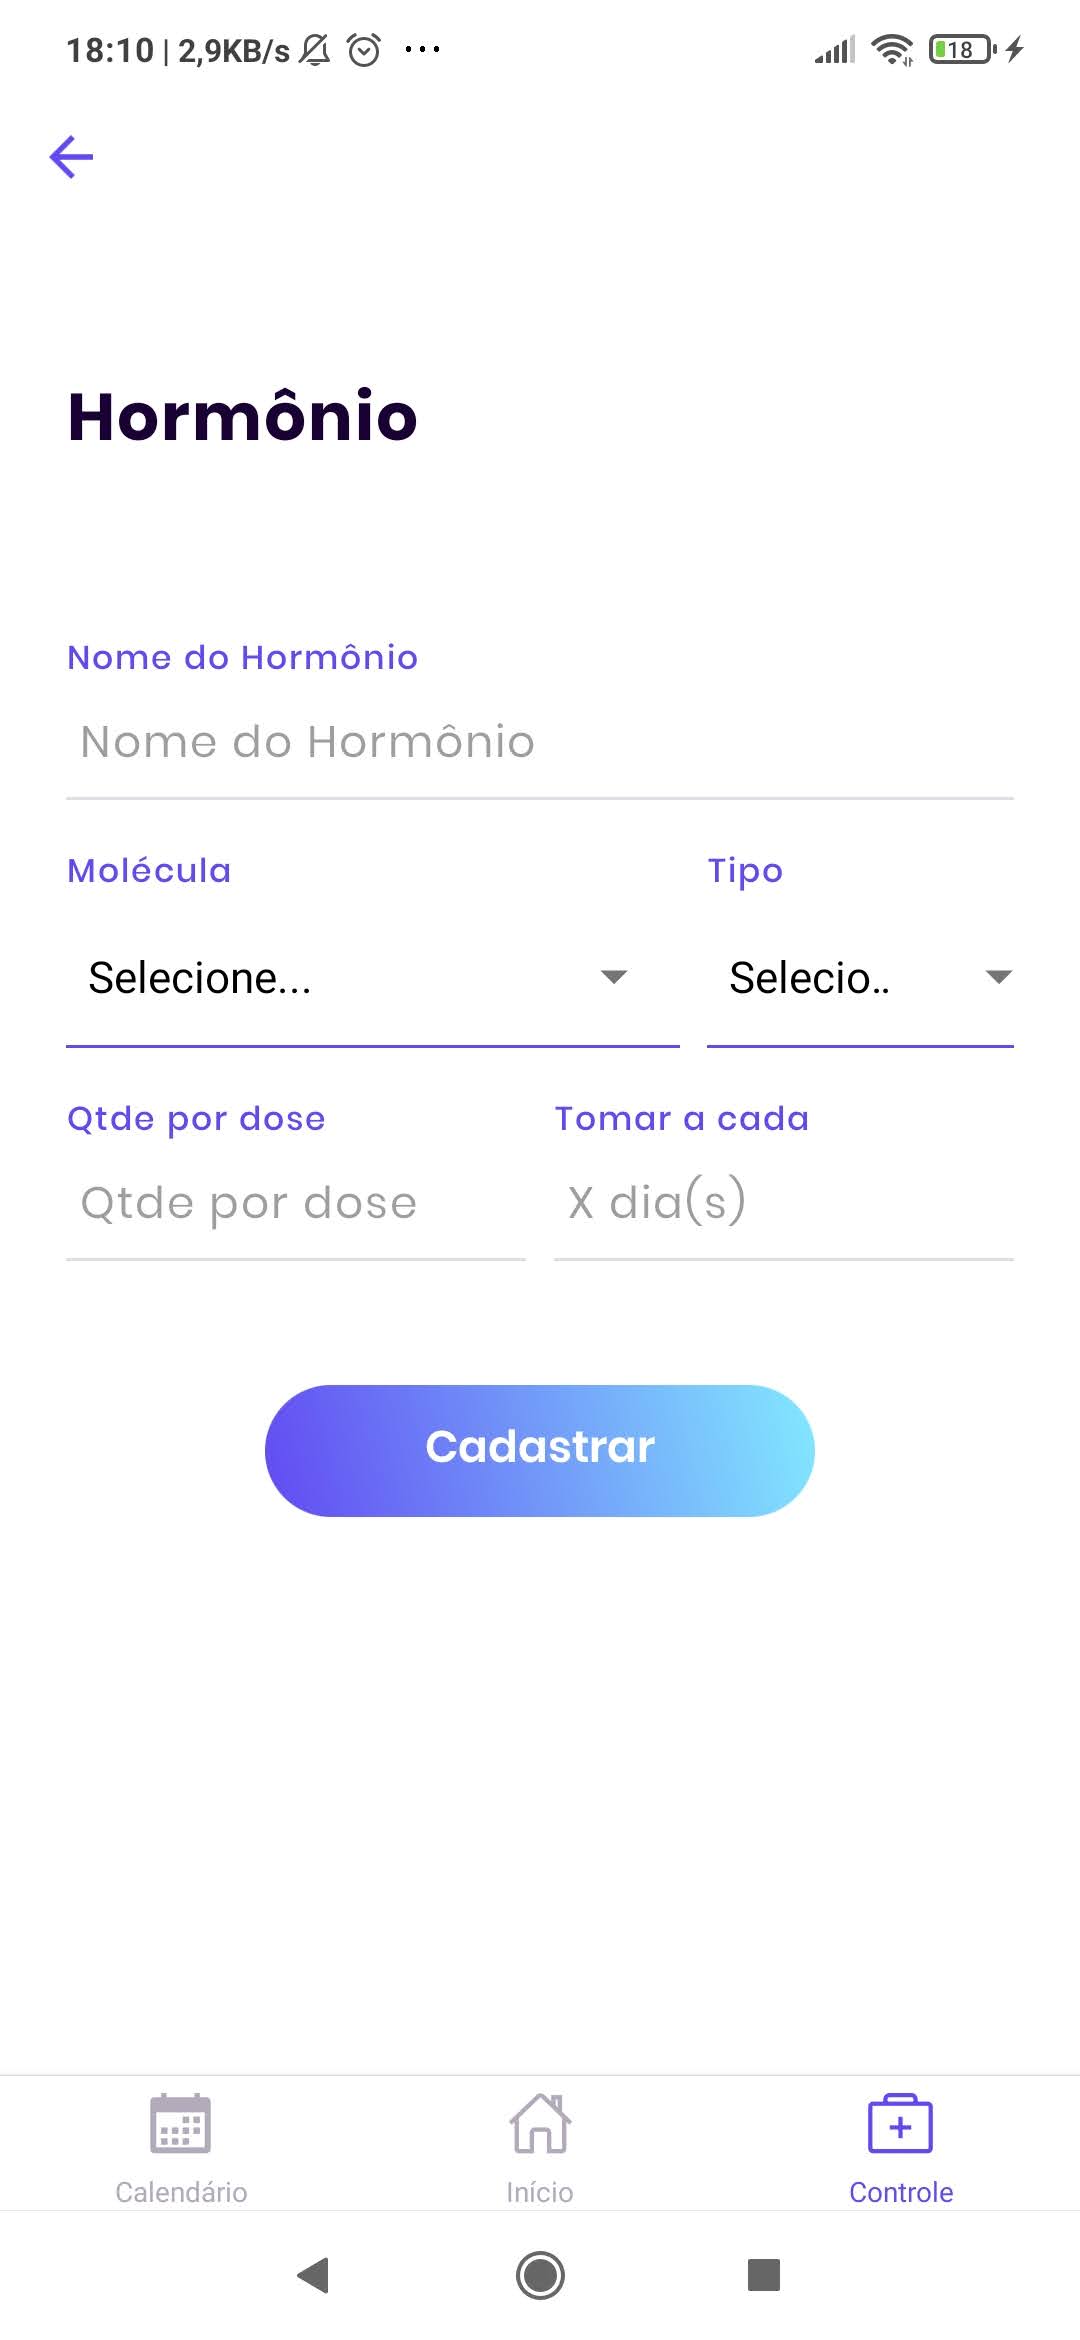 18:10 | 2,9KB/s ... 18
Hormônio
Nome do Hormônio
Nome do Hormônio
Molécula Tipo
Selecione... Selecio..
Qtde por dose Tomar a cada
Qtde por dose X dia(s)
Cadastrar
Calendário Início Controle